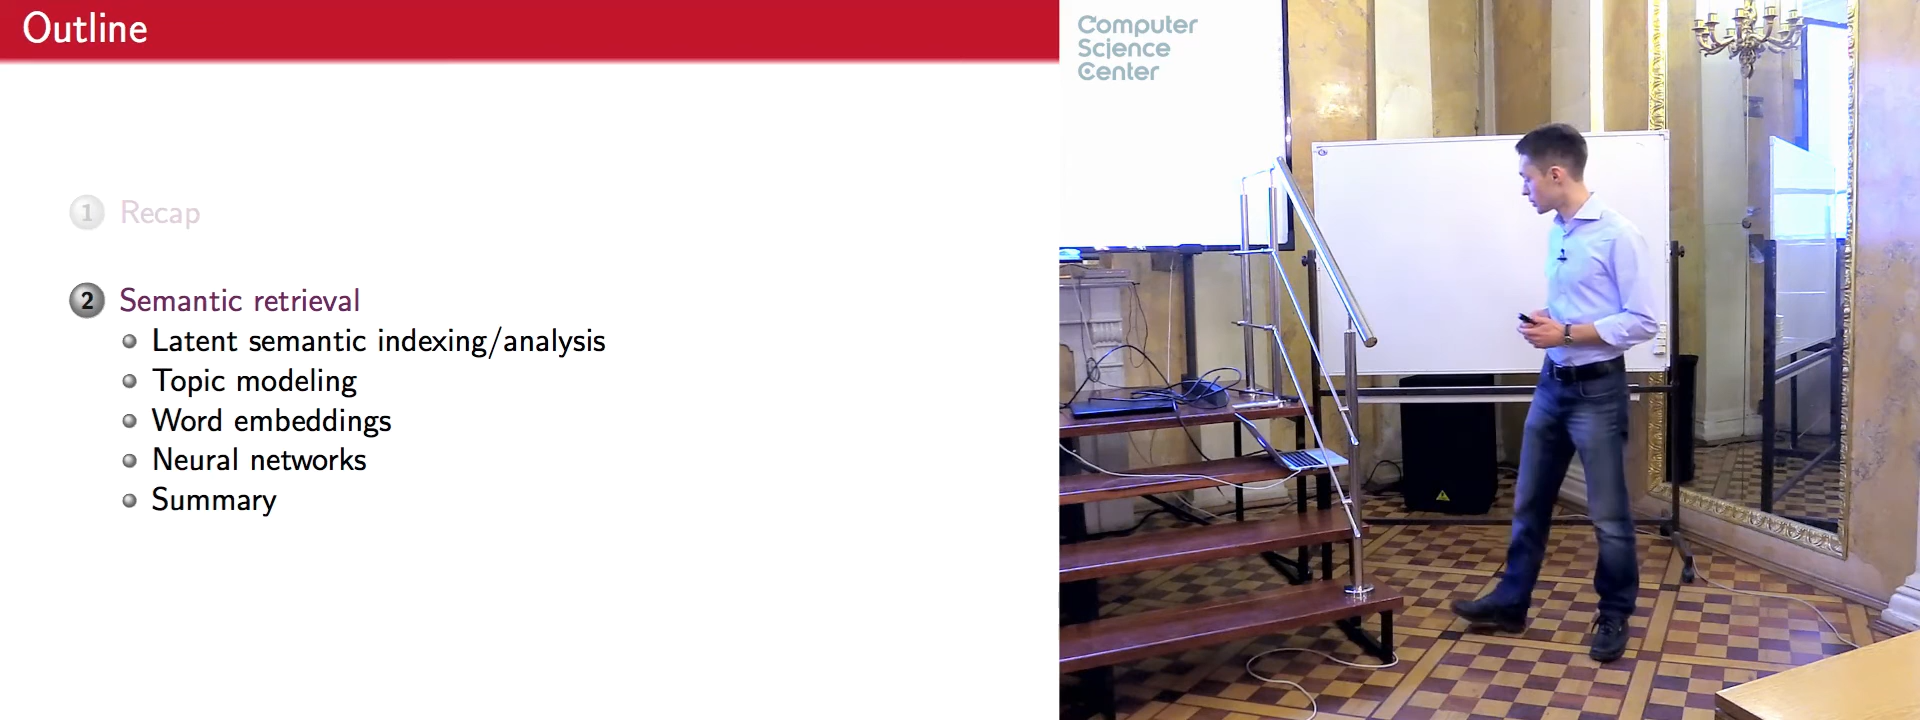 Outline
1 Recap
2 Semantic retrieval
Latent semantic indexing/analysis
Topic modeling
Word embeddings
Neural networks
Summary
Computer
Science
Center